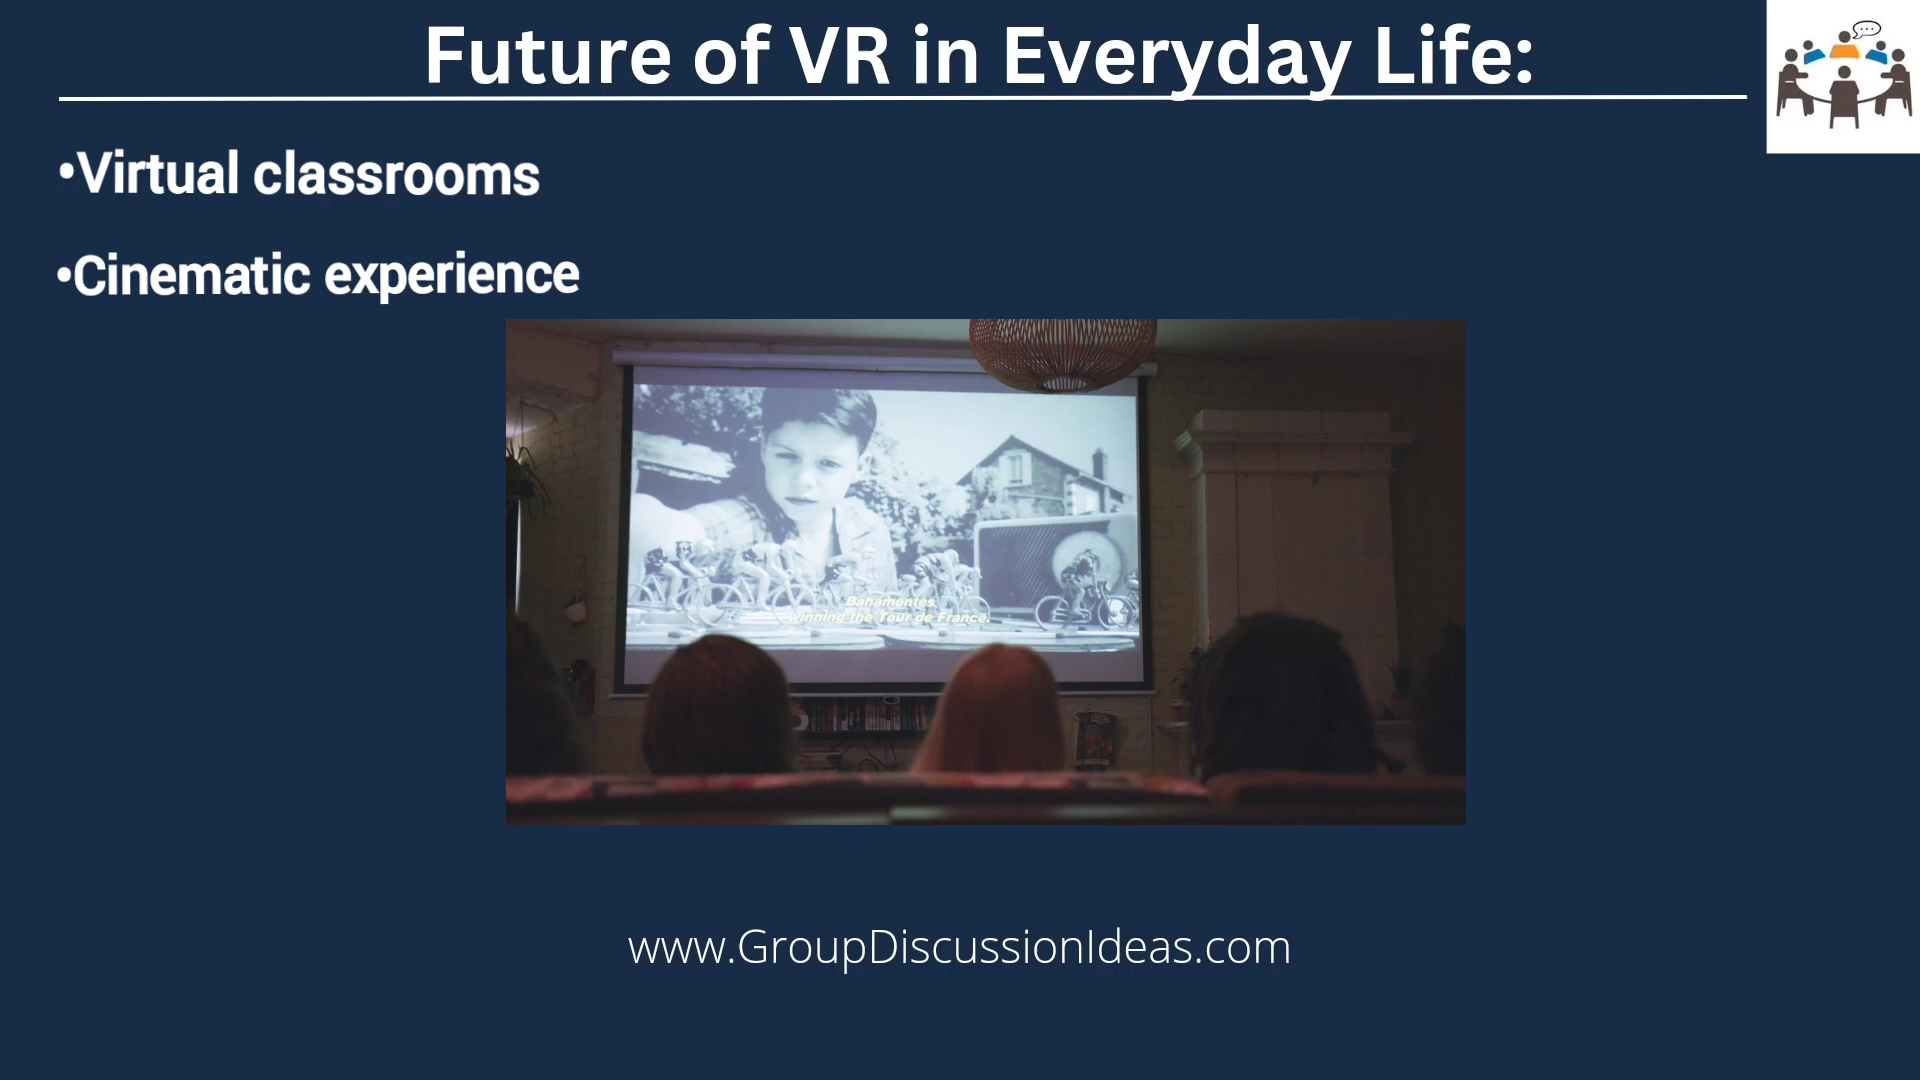 Future of VR in Everyday Life:
•Virtual classrooms
•Cinematic experience
Bahamontes,
winning the Tour de France.
www.GroupDiscussionIdeas.com